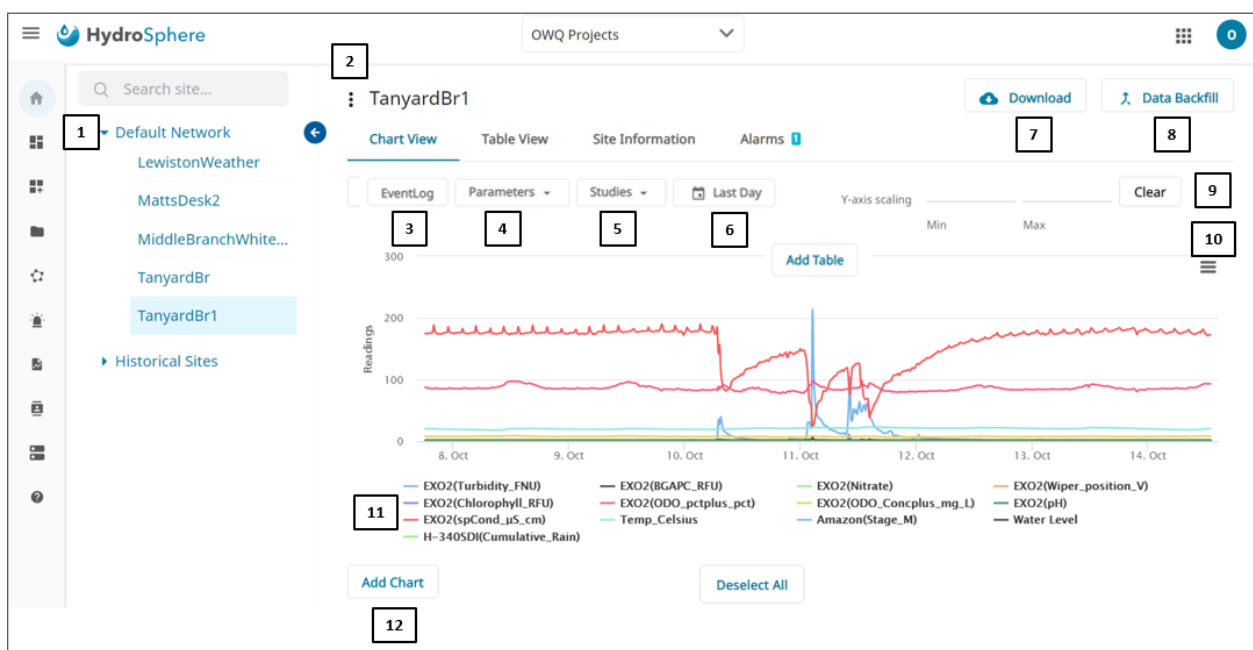 HydroSphere
OWQ Projects
O
2
Search site...
TanyardBr1
Download
Data Backfill
1
Default Network
7
8
Chart View
Table View
Site Information
Alarms 1
LewistonWeather
MattsDesk2
EventLog
Parameters
Studies
Last Day
Y-axis scaling
Min
Max
Clear
9
3
4
5
6
10
MiddleBranchWhite...
TanyardBr
TanyardBr1
Historical Sites
Add Table
Readings
300
200
100
0
8. Oct
9. Oct
10. Oct
11. Oct
12. Oct
13. Oct
14. Oct
EXO2(Turbidity_FNU)
EXO2(BGAPC_RFU)
EXO2(Nitrate)
EXO2(Wiper_position_V)
EXO2(Chlorophyll_RFU)
EXO2(ODO_pctplus_pct)
EXO2(ODO_Concplus_mg_L)
EXO2(pH)
11
EXO2(spCond_µS_cm)
Temp_Celsius
Amazon(Stage_M)
Water Level
H-340SDI(Cumulative_Rain)
Add Chart
Deselect All
12